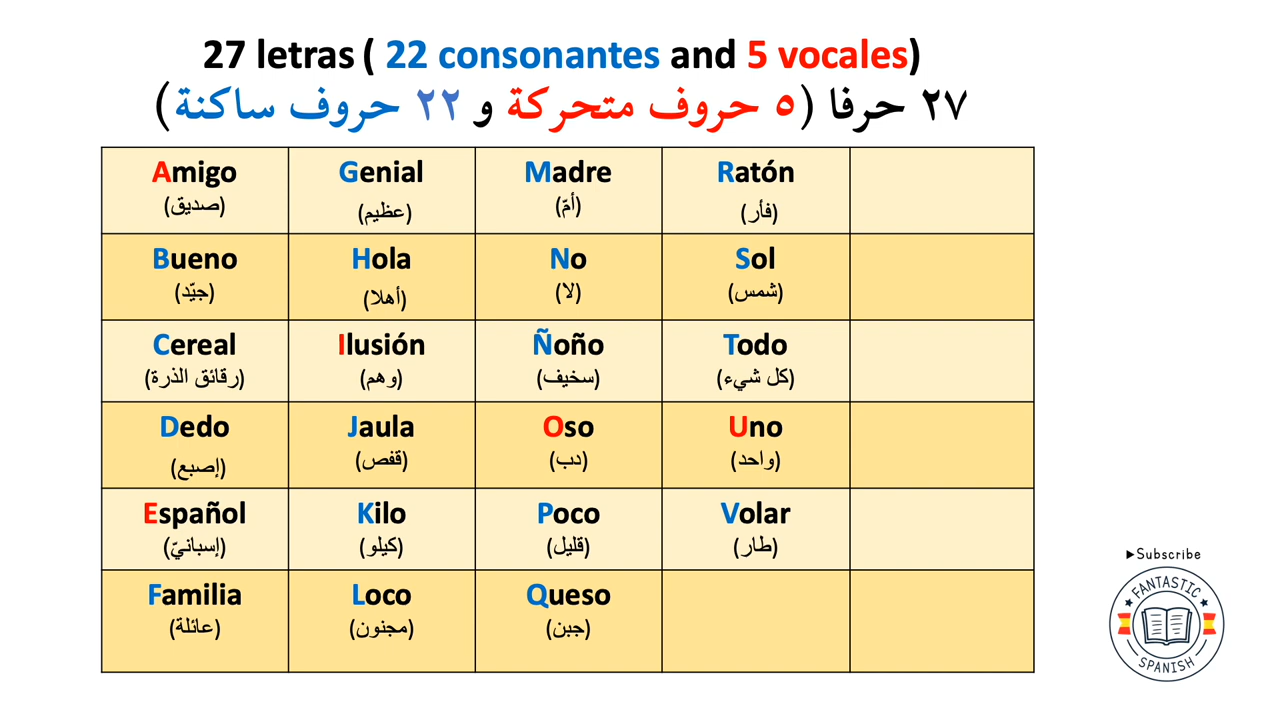 27 letras ( 22 consonantes and 5 vocales)
٢٧ حرفا (٥ حروف متحركة و ٢٢ حروف ساكنة)
Amigo
(صديق)
Genial
(عظيم)
Madre
(أمّ)
Ratón
(فأر)
Bueno
(جيّد)
Hola
(أهلا)
No
(لا)
Sol
(شمس)
Cereal
(رقائق الذرة)
Ilusión
(وهم)
Ñoño
(سخيف)
Todo
(كل شيء)
Dedo
(إصبع)
Jaula
(قفص)
Oso
(دب)
Uno
(واحد)
Español
(إسبانيّ)
Kilo
(كيلو)
Poco
(قليل)
Volar
(طار)
Familia
(عائلة)
Loco
(مجنون)
Queso
(جبن)
Subscribe
FANTASTIC
SPANISH